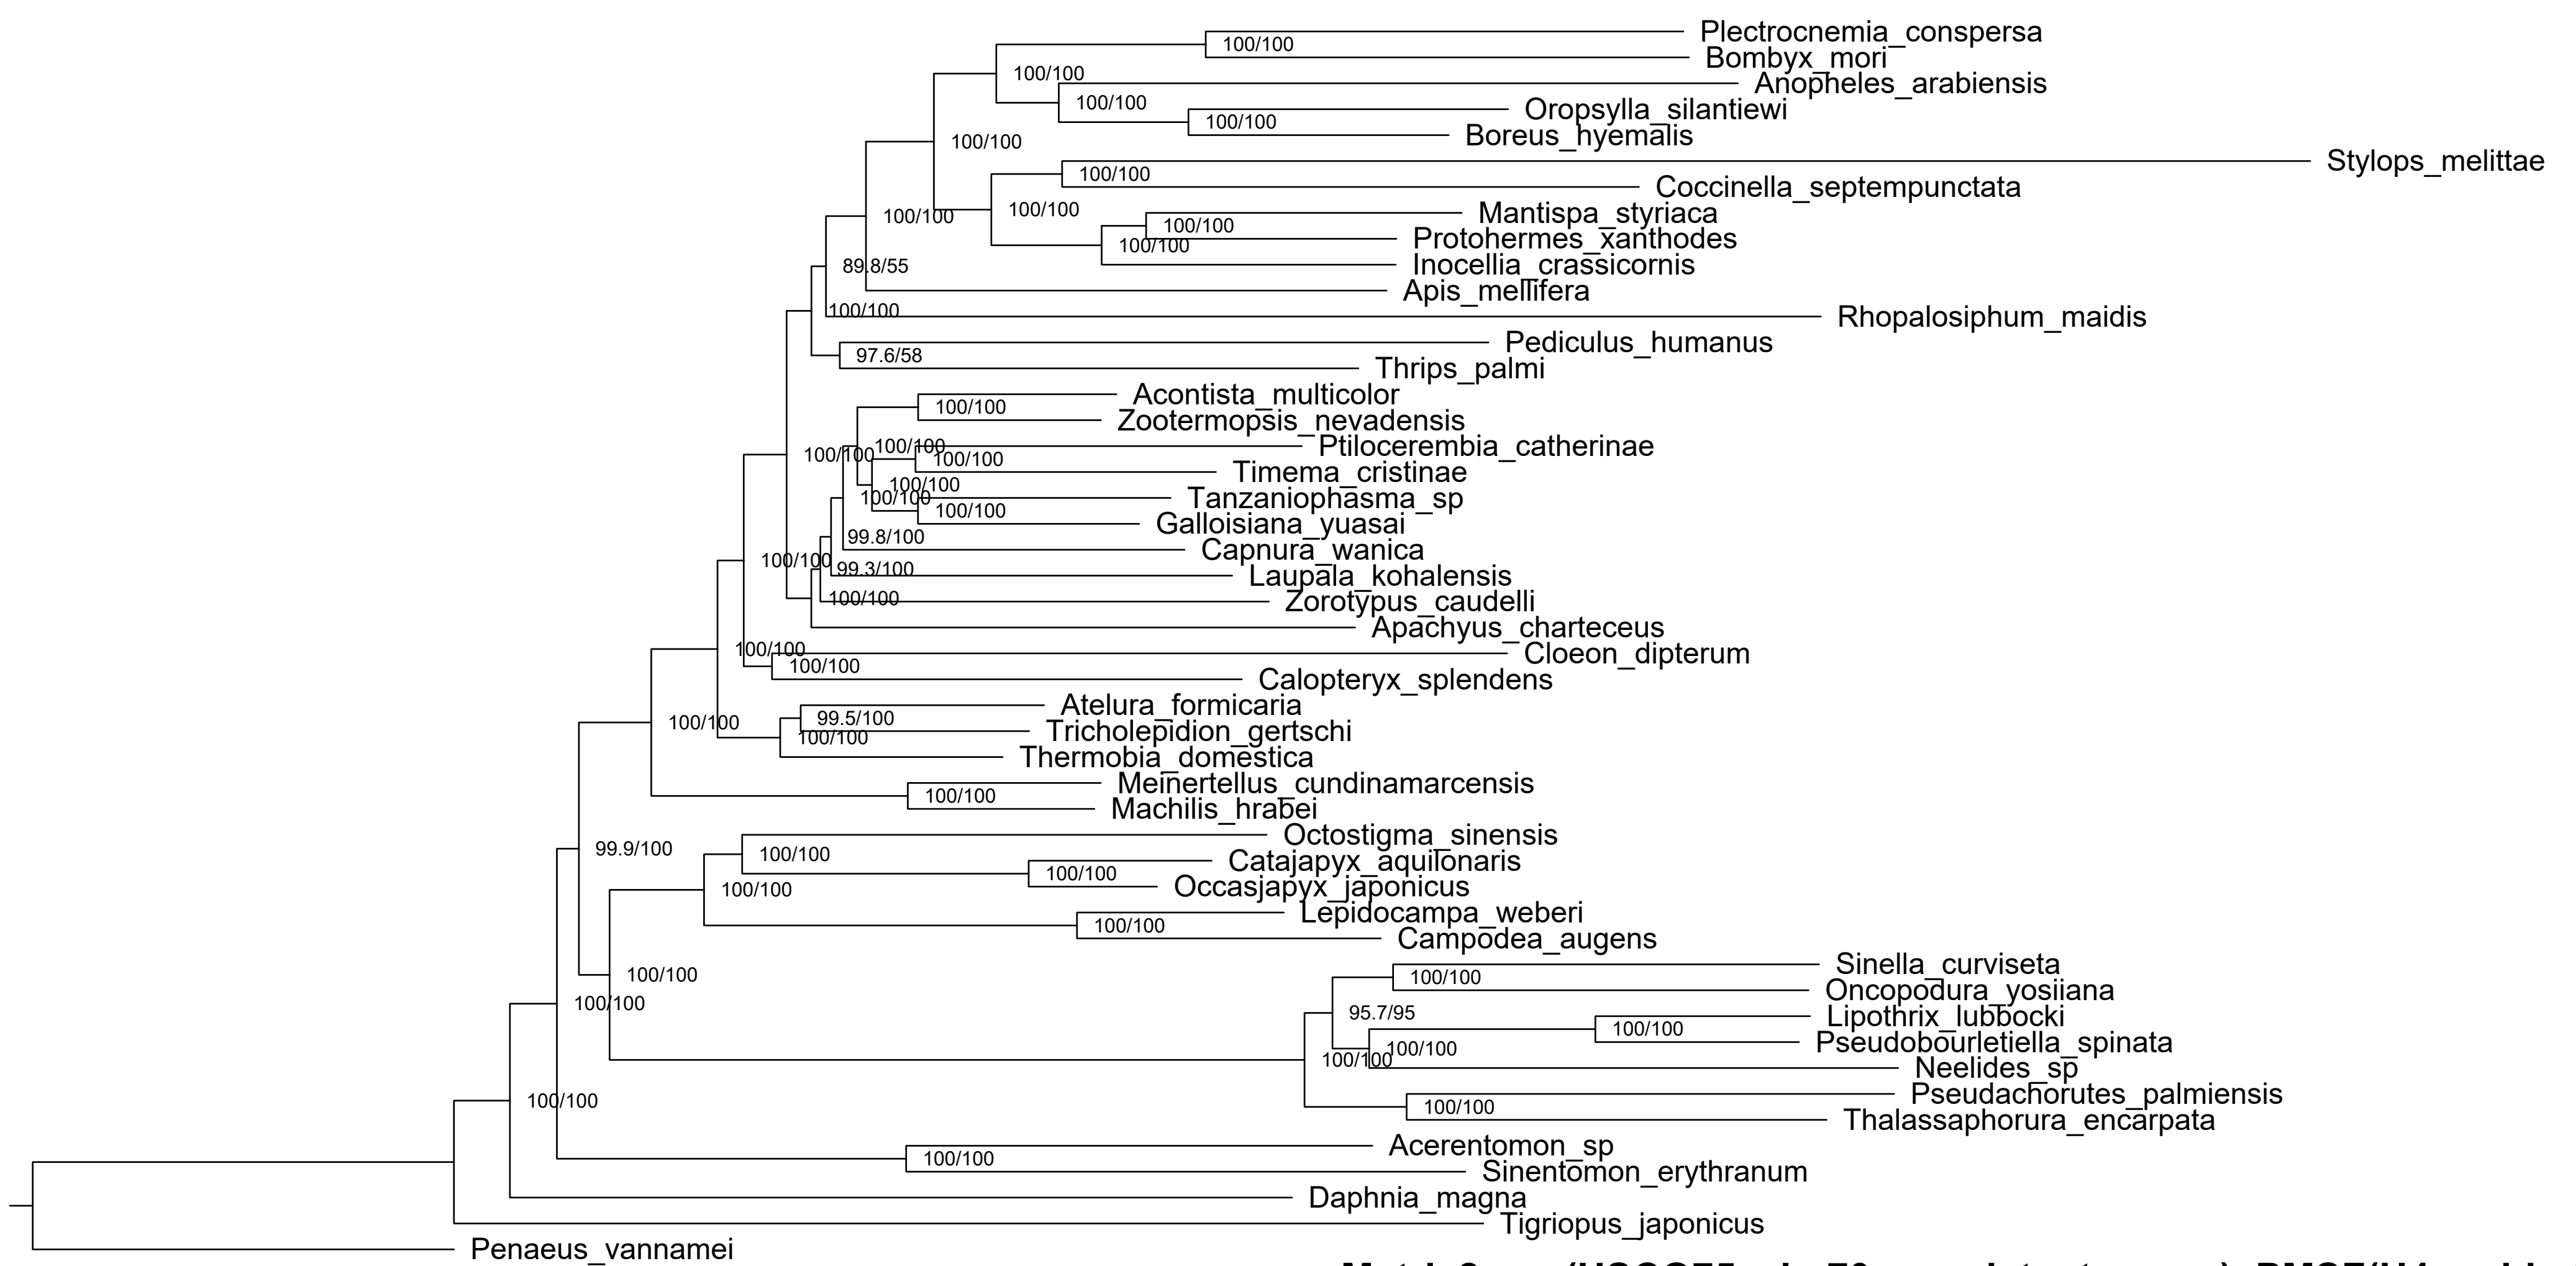 Plectrocnemia_conspersa
100/100
Bombyx_mori
100/100
Anopheles_arabiensis
100/100
Oropsylla_silantiewi
100/100
Boreus_hyemalis
100/100
Stylops_melittae
100/100
Coccinella_septempunctata
100/100
100/100
Mantispa_styriaca
100/100
Protohermes_xanthodes
100/100
Inocellia_crassicornis
89.8/55
Apis_mellifera
100/100
Rhopalosiphum_maidis
Pediculus_humanus
97.6/58
Thrips_palmi
Acontista_multicolor
100/100
Zootermopsis_nevadensis
100/100
100/100
Ptilocerembia_catherinae
100/100
Timema_cristinae
100/100
100/100
Tanzaniophasma_sp
100/100
Galloisiana_yuasai
99.8/100
Capnura_wanica
100/100
99.3/100
Laupala_kohalensis
100/100
Zorotypus_caudelli
Apachyus_charteceus
100/100
Cloeon_dipterum
100/100
Calopteryx_splendens
Atelura_formicaria
99.5/100
100/100
Tricholepidion_gertschi
100/100
Thermobia_domestica
Meinertellus_cundinamarcensis
100/100
Machilis_hrabei
Octostigma_sinensis
99.9/100
100/100
Catajapyx_aquilonaris
100/100
Occasjapyx_japonicus
100/100
Lepidocampa_weberi
100/100
Campodea_augens
Sinella_curviseta
100/100
100/100
Oncopodura_yosiiana
100/100
95.7/95
Lipothrix_lubbocki
100/100
Pseudobourletiella_spinata
100/100
100/100
Neelides_sp
Pseudachorutes_palmiensis
100/100
100/100
Thalassaphorura_encarpata
Acerentomon_sp
100/100
Sinentomon_erythranum
Daphnia_magna
Tigriopus_japonicus
Penaeus_vannamei